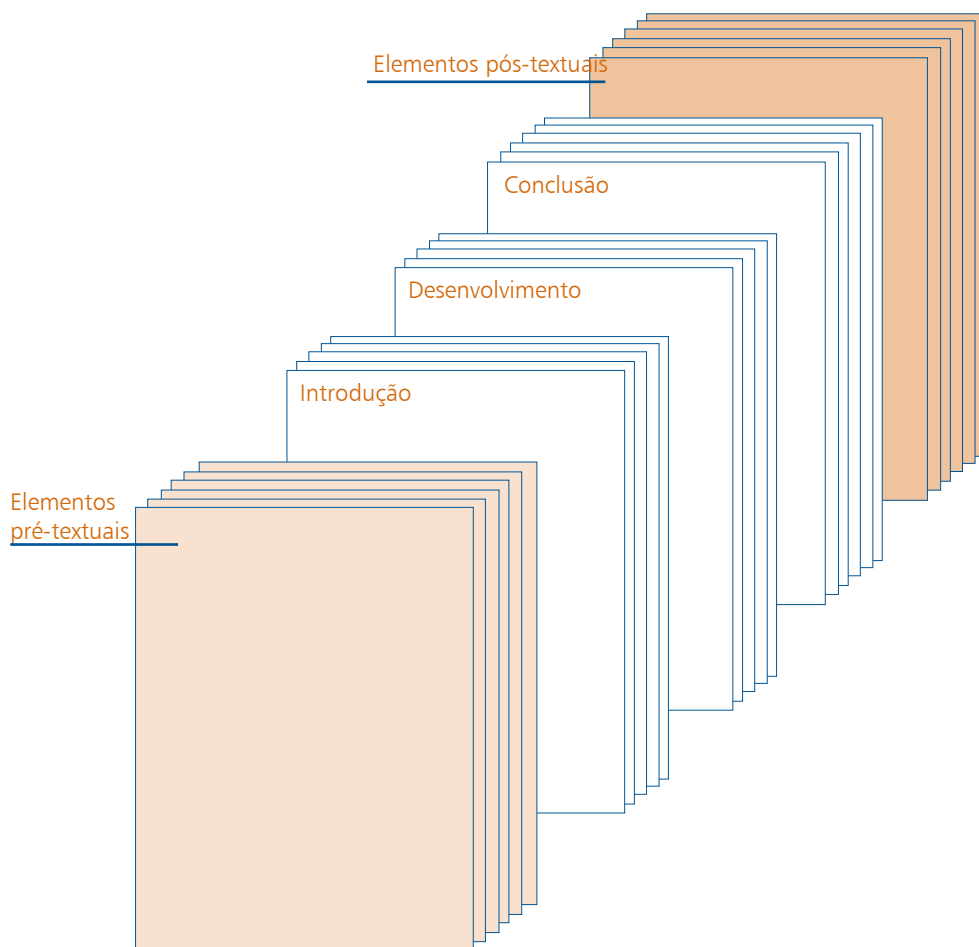 Elementos pós-textuais
Conclusão
Desenvolvimento
Introdução
Elementos
pré-textuais